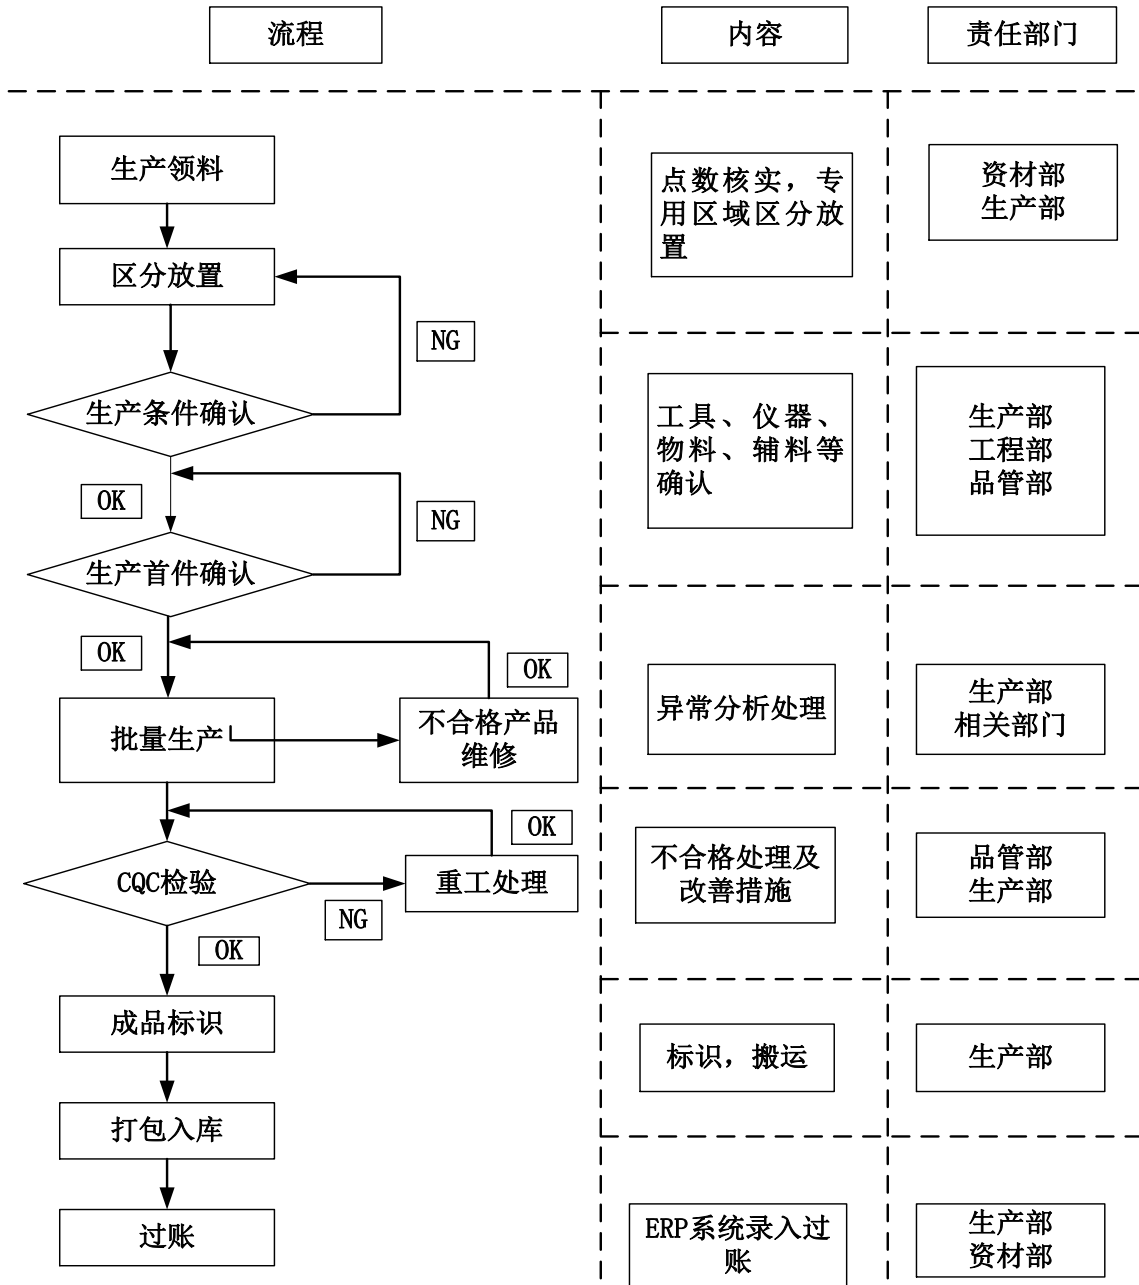 流程
内容
责任部门
生产领料
点数核实，专
用区域区分放
置
资材部
生产部
区分放置
NG
生产条件确认
工具、仪器、
物料、辅料等
确认
生产部
工程部
品管部
OK
NG
生产首件确认
OK
OK
批量生产
不合格产品
维修
异常分析处理
生产部
相关部门
OK
CQC检验
重工处理
NG
不合格处理及
改善措施
品管部
生产部
OK
成品标识
标识，搬运
生产部
打包入库
过账
ERP系统录入过
账
生产部
资材部